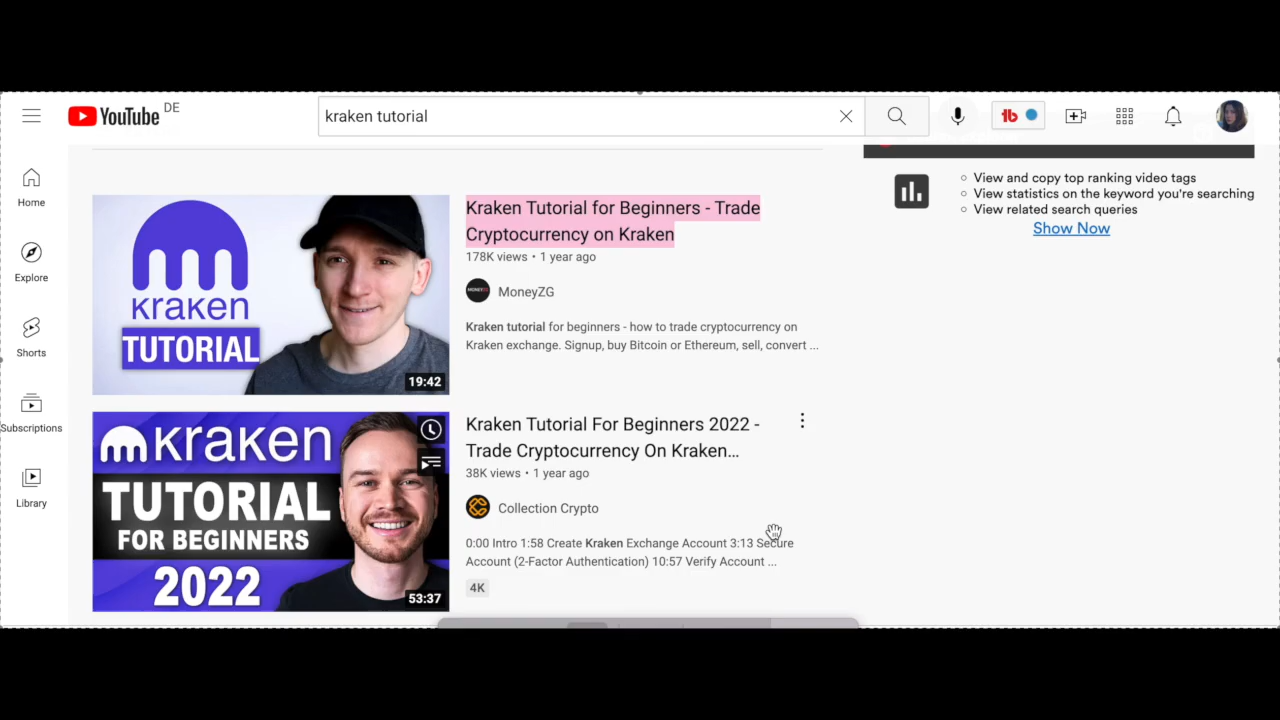 YouTube DE
kraken tutorial
tb
Home
Explore
Shorts
Subscriptions
Library
View and copy top ranking video tags
View statistics on the keyword you're searching
View related search queries
Show Now
kraken
TUTORIAL
19:42
Kraken Tutorial for Beginners - Trade
Cryptocurrency on Kraken
178K views • 1 year ago
MONEYZG
MoneyZG
Kraken tutorial for beginners - how to trade cryptocurrency on
Kraken exchange. Signup, buy Bitcoin or Ethereum, sell, convert ...
kraken
TUTORIAL
FOR BEGINNERS
2022
53:37
Kraken Tutorial For Beginners 2022 -
Trade Cryptocurrency On Kraken...
38K views • 1 year ago
Collection Crypto
0:00 Intro 1:58 Create Kraken Exchange Account 3:13 Secure
Account (2-Factor Authentication) 10:57 Verify Account ...
4K